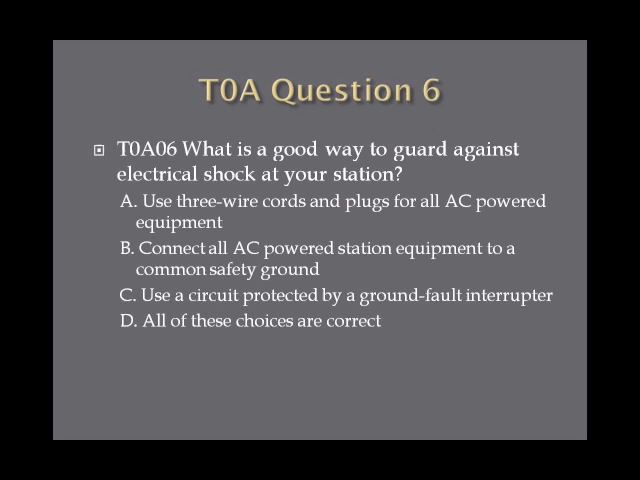 T0A Question 6
T0A06 What is a good way to guard against
electrical shock at your station?
A. Use three-wire cords and plugs for all AC powered
equipment
B. Connect all AC powered station equipment to a
common safety ground
C. Use a circuit protected by a ground-fault interrupter
D. All of these choices are correct